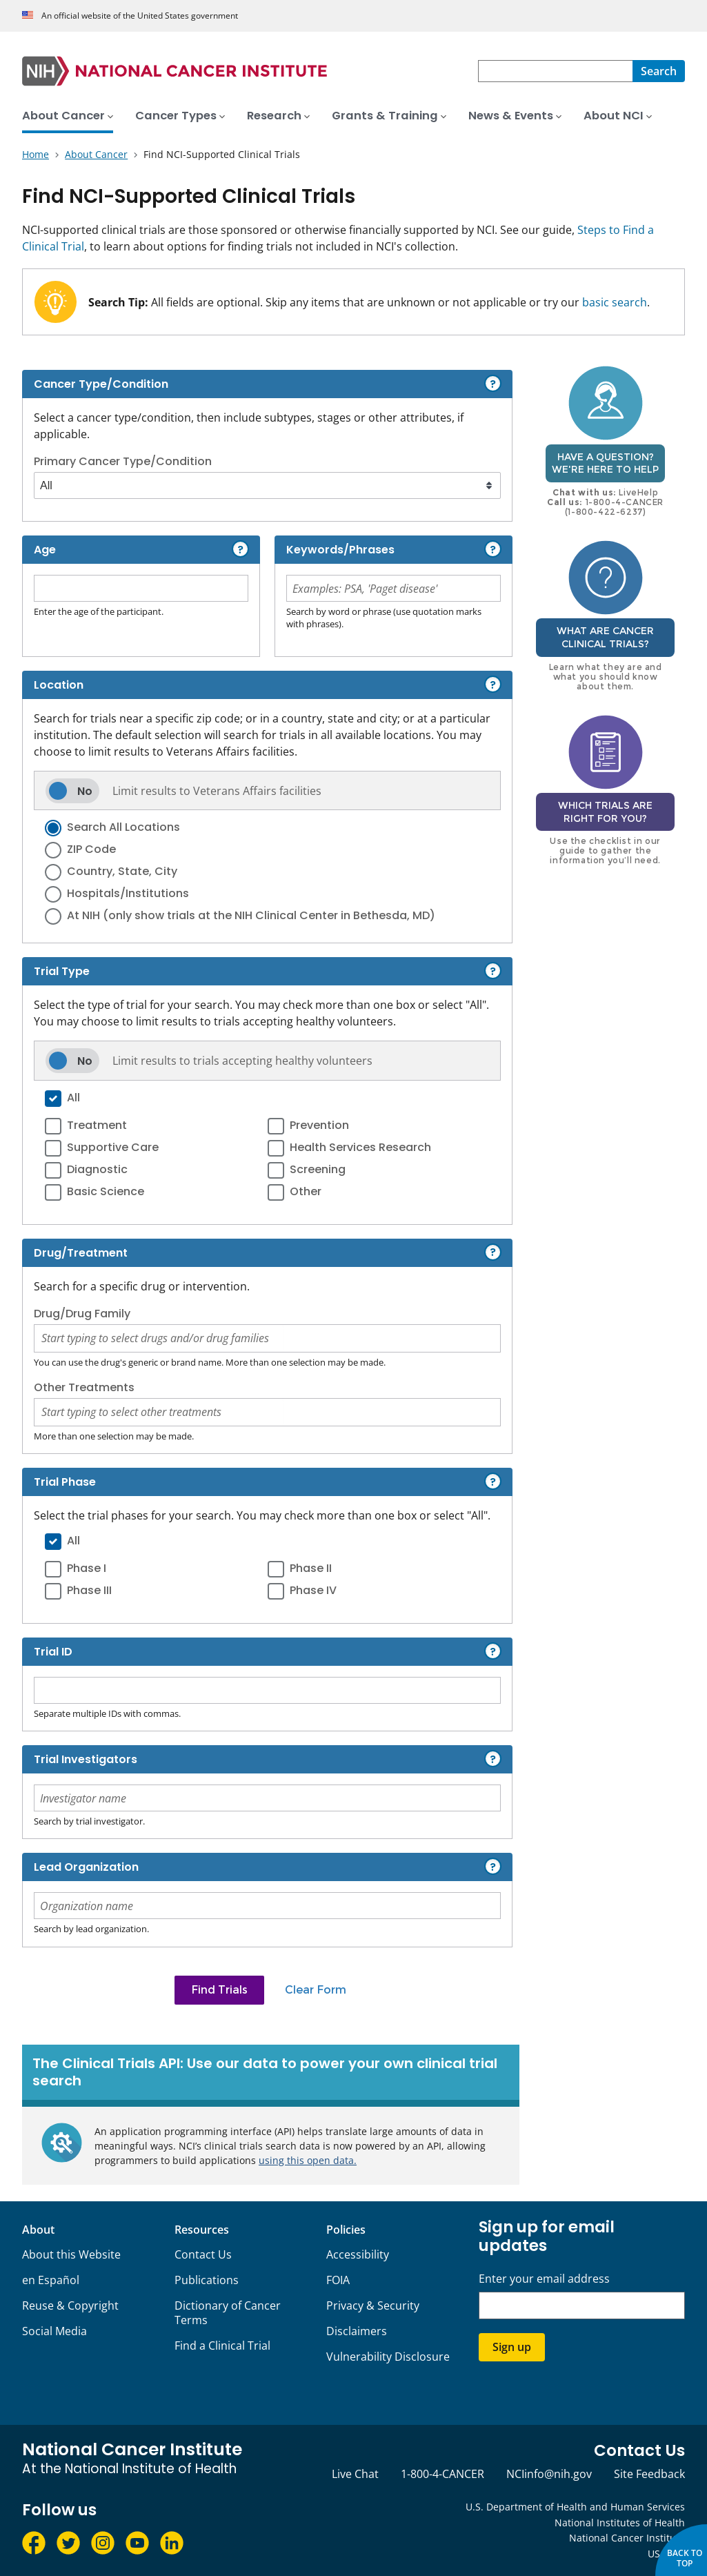 An official website of the United States government
NIH NATIONAL CANCER INSTITUTE
Search
About Cancer Cancer Types Research Grants & Training News & Events About NCI
Home About Cancer Find NCI-Supported Clinical Trials
Find NCI-Supported Clinical Trials
NCI-supported clinical trials are those sponsored or otherwise financially supported by NCI. See our guide, Steps to Find a
Clinical Trial, to learn about options for finding trials not included in NCI's collection.
Search Tip: All fields are optional. Skip any items that are unknown or not applicable or try our basic search.
Cancer Type/Condition ?
Select a cancer type/condition, then include subtypes, stages or other attributes, if
applicable.
Primary Cancer Type/Condition
All
Age ?
Enter the age of the participant.
Keywords/Phrases ?
Examples: PSA, 'Paget disease'
Search by word or phrase (use quotation marks
with phrases).
Location ?
Search for trials near a specific zip code; or in a country, state and city; or at a particular
institution. The default selection will search for trials in all available locations. You may
choose to limit results to Veterans Affairs facilities.
No Limit results to Veterans Affairs facilities
Search All Locations
ZIP Code
Country, State, City
Hospitals/Institutions
At NIH (only show trials at the NIH Clinical Center in Bethesda, MD)
Trial Type ?
Select the type of trial for your search. You may check more than one box or select "All".
You may choose to limit results to trials accepting healthy volunteers.
No Limit results to trials accepting healthy volunteers
All
Treatment Prevention
Supportive Care Health Services Research
Diagnostic Screening
Basic Science Other
Drug/Treatment ?
Search for a specific drug or intervention.
Drug/Drug Family
Start typing to select drugs and/or drug families
You can use the drug's generic or brand name. More than one selection may be made.
Other Treatments
Start typing to select other treatments
More than one selection may be made.
Trial Phase ?
Select the trial phases for your search. You may check more than one box or select "All".
All
Phase I Phase II
Phase III Phase IV
Trial ID ?
Separate multiple IDs with commas.
Trial Investigators ?
Investigator name
Search by trial investigator.
Lead Organization ?
Organization name
Search by lead organization.
Find Trials Clear Form
HAVE A QUESTION?
WE'RE HERE TO HELP
Chat with us: LiveHelp
Call us: 1-800-4-CANCER
(1-800-422-6237)
?
WHAT ARE CANCER
CLINICAL TRIALS?
Learn what they are and
what you should know
about them.
WHICH TRIALS ARE
RIGHT FOR YOU?
Use the checklist in our
guide to gather the
information you'll need.
The Clinical Trials API: Use our data to power your own clinical trial
search
An application programming interface (API) helps translate large amounts of data in
meaningful ways. NCI’s clinical trials search data is now powered by an API, allowing
programmers to build applications using this open data.
About
About this Website
en Español
Reuse & Copyright
Social Media
Resources
Contact Us
Publications
Dictionary of Cancer
Terms
Find a Clinical Trial
Policies
Accessibility
FOIA
Privacy & Security
Disclaimers
Vulnerability Disclosure
Sign up for email
updates
Enter your email address
Sign up
National Cancer Institute
At the National Institute of Health
Follow us
Contact Us
Live Chat 1-800-4-CANCER NCIinfo@nih.gov Site Feedback
U.S. Department of Health and Human Services
National Institutes of Health
National Cancer
BACK TO
TOP